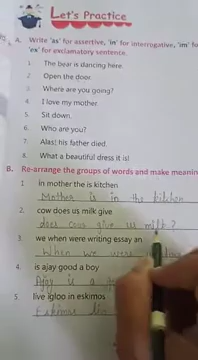 Let's Practice
A. Write 'as' for assertive, 'in' for interrogative, 'im' fo
'ex' for exclamatory sentence.
1. The bear is dancing here.
2. Open the door.
3. Where are you going?
4. I love my mother.
5. Sit down.
6. Who are you?
7. Alas! his father died.
8. What a beautiful dress it is!
B. Re-arrange the groups of words and make meanin
1. in mother the is kitchen
Mother is in the kitchen
2. cow does us milk give
does cow give us milk?
3. we when were writing essay an
When we were
4. is ajay good a boy
Ajay is a
5. live igloo in eskimos
Eskimos